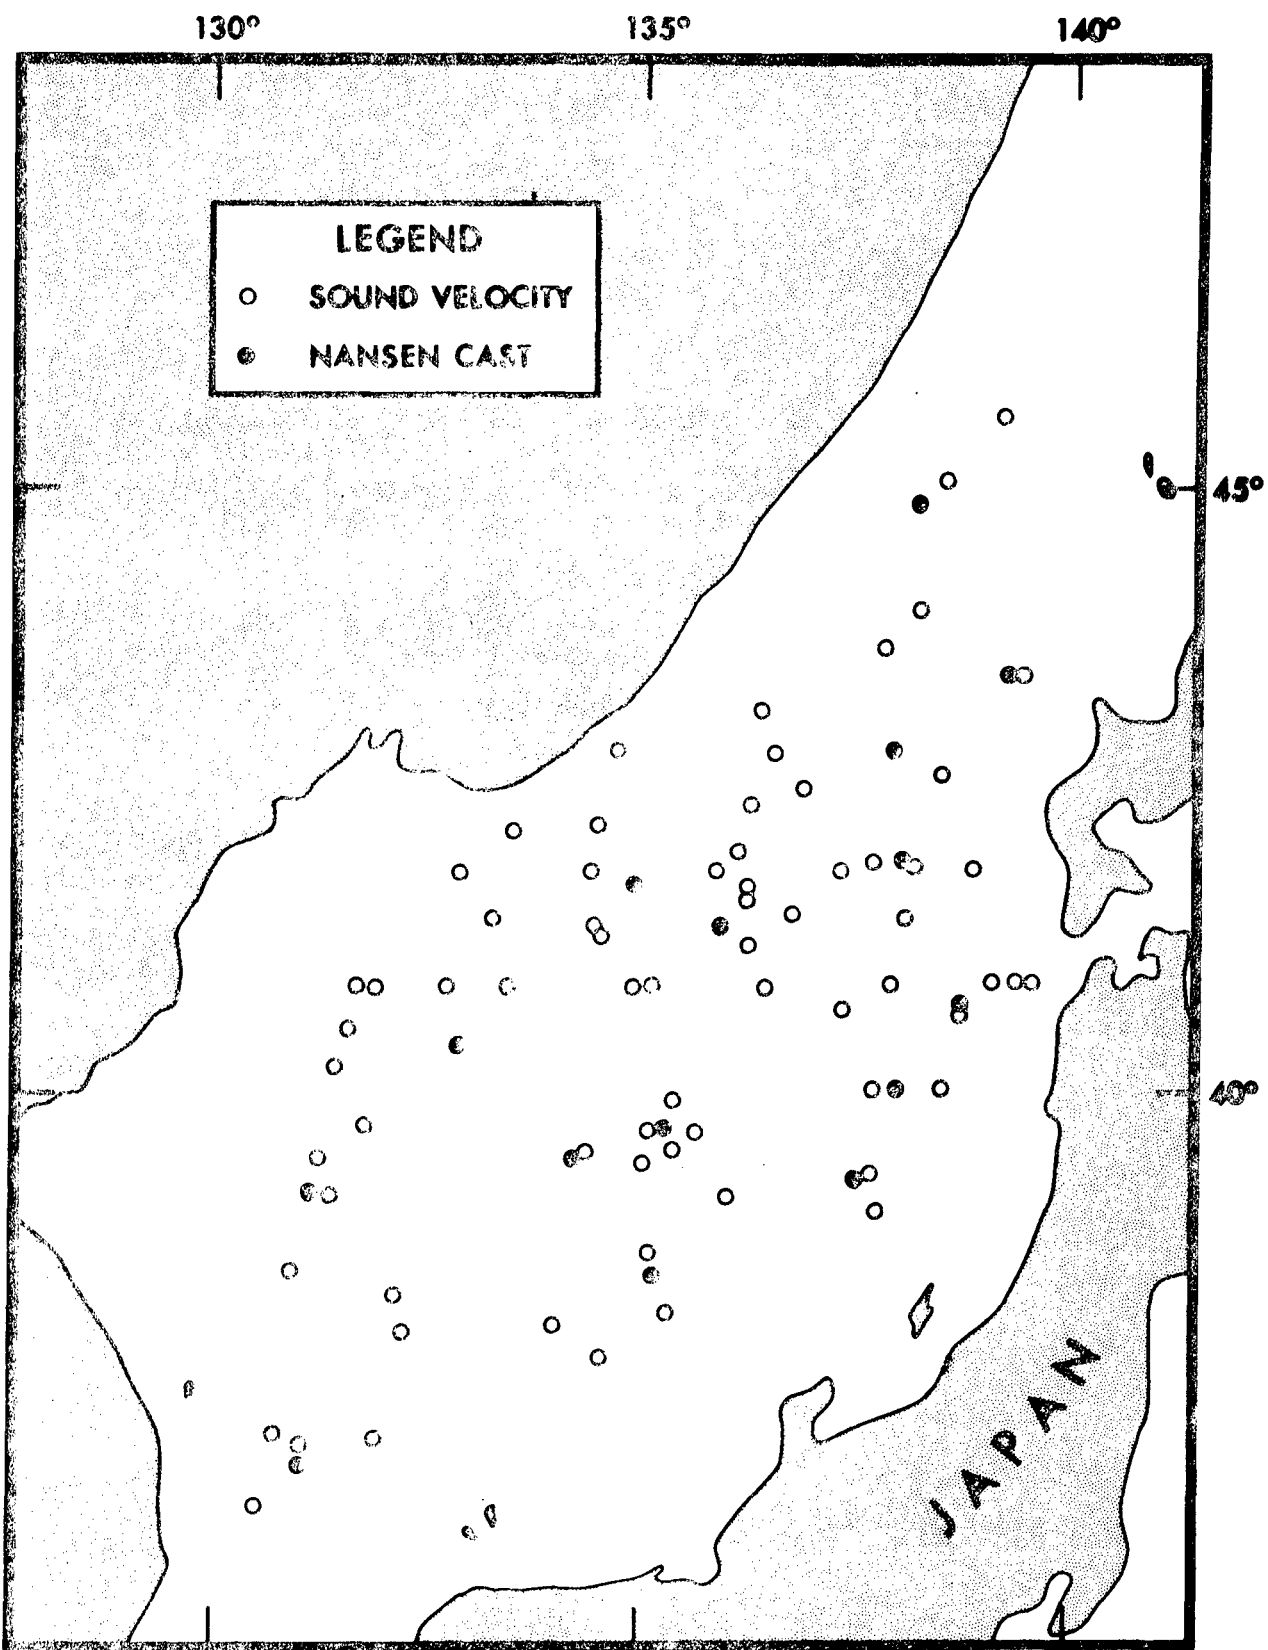 130° 135° 140°
LEGEND
SOUND VELOCITY
NANSEN CAST
45°
40°
JAPAN